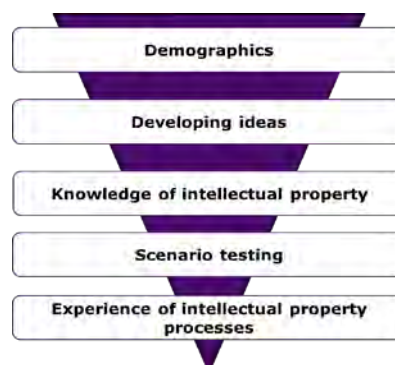 Demographics
Developing ideas
Knowledge of intellectual property
Scenario testing
Experience of intellectual property
processes